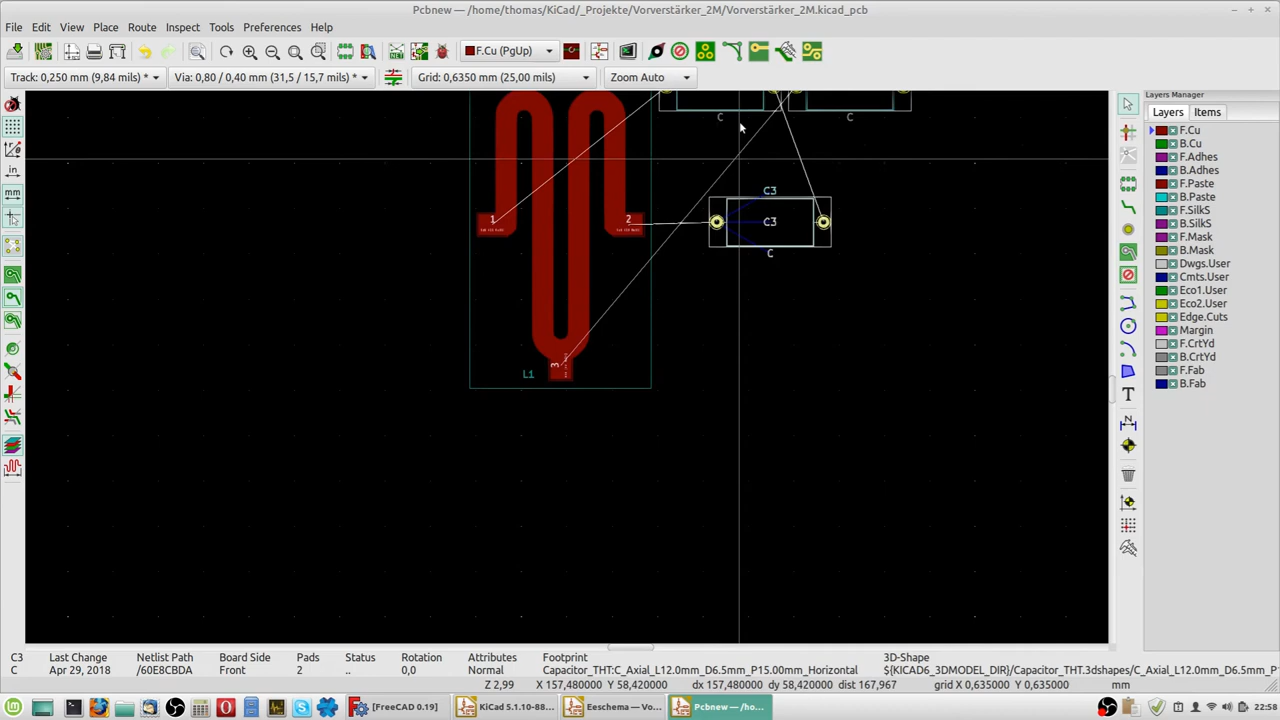 Pcbnew — /home/thomas/KiCad/_Projekte/Vorverstärker_2M/Vorverstärker_2M.kicad_pcb
File Edit View Place Route Inspect Tools Preferences Help
F.Cu (PgUp)
Track: 0,250 mm (9,84 mils) * Via: 0,80 / 0,40 mm (31,5 / 15,7 mils) * Grid: 0,6350 mm (25,00 mils) Zoom Auto
Layers Manager
Layers Items
F.Cu
B.Cu
F.Adhes
B.Adhes
F.Paste
B.Paste
F.SilkS
B.SilkS
F.Mask
B.Mask
Dwgs.User
Cmts.User
Eco1.User
Eco2.User
Edge.Cuts
Margin
F.CrtYd
B.CrtYd
F.Fab
B.Fab
in
mm
C C
C3
1 2 C3
C
3
L1
C3 Last Change Netlist Path Board Side Pads Status Rotation Attributes Footprint 3D-Shape
C Apr 29, 2018 /60E8CBDA Front 2 .. 0,0 Normal Capacitor_THT:C_Axial_L12.0mm_D6.5mm_P15.00mm_Horizontal ${KICAD6_3DMODEL_DIR}/Capacitor_THT.3dshapes/C_Axial_L12.0mm_D6.5mm_P
Z 2,99 X 157,480000 Y 58,420000 dx 157,480000 dy 58,420000 dist 167,967 grid X 0,635000 Y 0,635000 mm
[FreeCAD 0.19] KiCad 5.1.10-88... Eeschema — Vo... Pcbnew — /ho... 22:58